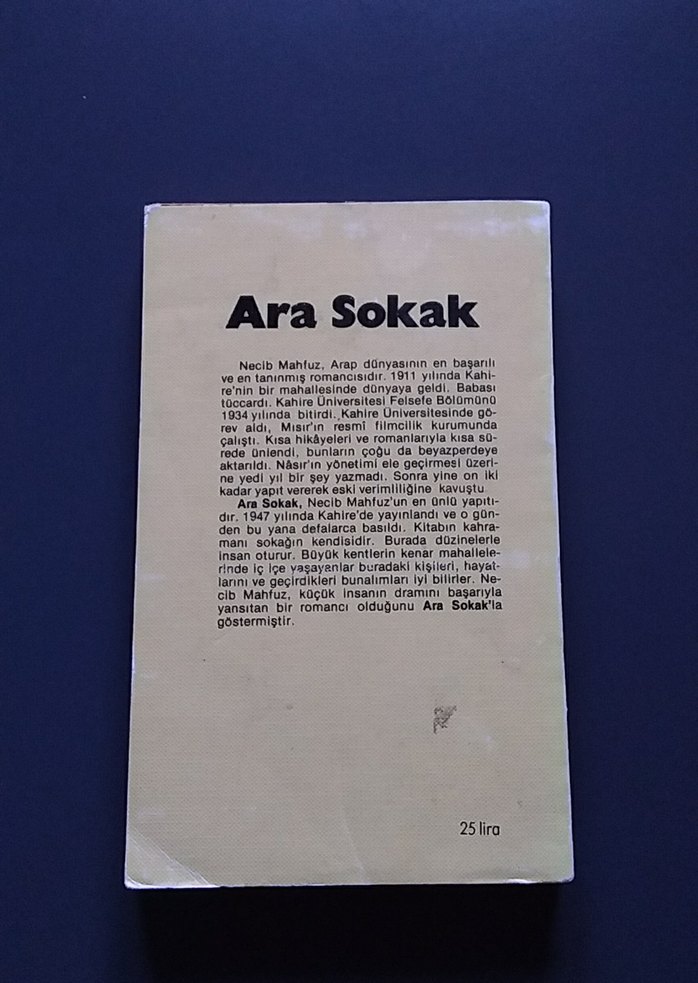 Ara Sokak
Necib Mahfuz, Arap dünyasının en başarılı
ve en tanınmış romancısıdır. 1911 yılında Kahi-
re'nin bir mahallesinde dünyaya geldi. Babası
tüccardı. Kahire Üniversitesi Felsefe Bölümünü
1934 yılında bitirdi. Kahire Üniversitesinde gö-
rev aldı, Mısır'ın resmî filmcilik kurumunda
çalıştı. Kısa hikâyeleri ve romanlarıyla kısa sü-
rede ünlendi, bunların çoğu da beyazperdeye
aktarıldı. Nâsır'ın yönetimi ele geçirmesi üzeri-
ne yedi yıl bir şey yazmadı. Sonra yine on iki
kadar yapıt vererek eski verimliliğine kavuştu
Ara Sokak, Necib Mahfuz'un en ünlü yapıtı-
dır. 1947 yılında Kahire'de yayınlandı ve o gün-
den bu yana defalarca basıldı. Kitabın kahra-
manı sokağın kendisidir. Burada düzinelerle
insan oturur. Büyük kentlerin kenar mahallele-
rinde iç içe yaşayanlar buradaki kişileri, hayat-
larını ve geçirdikleri bunalımları iyi bilirler. Ne-
cib Mahfuz, küçük insanın dramını başarıyla
yansıtan bir romancı olduğunu Ara Sokak'la
göstermiştir.
25 lira